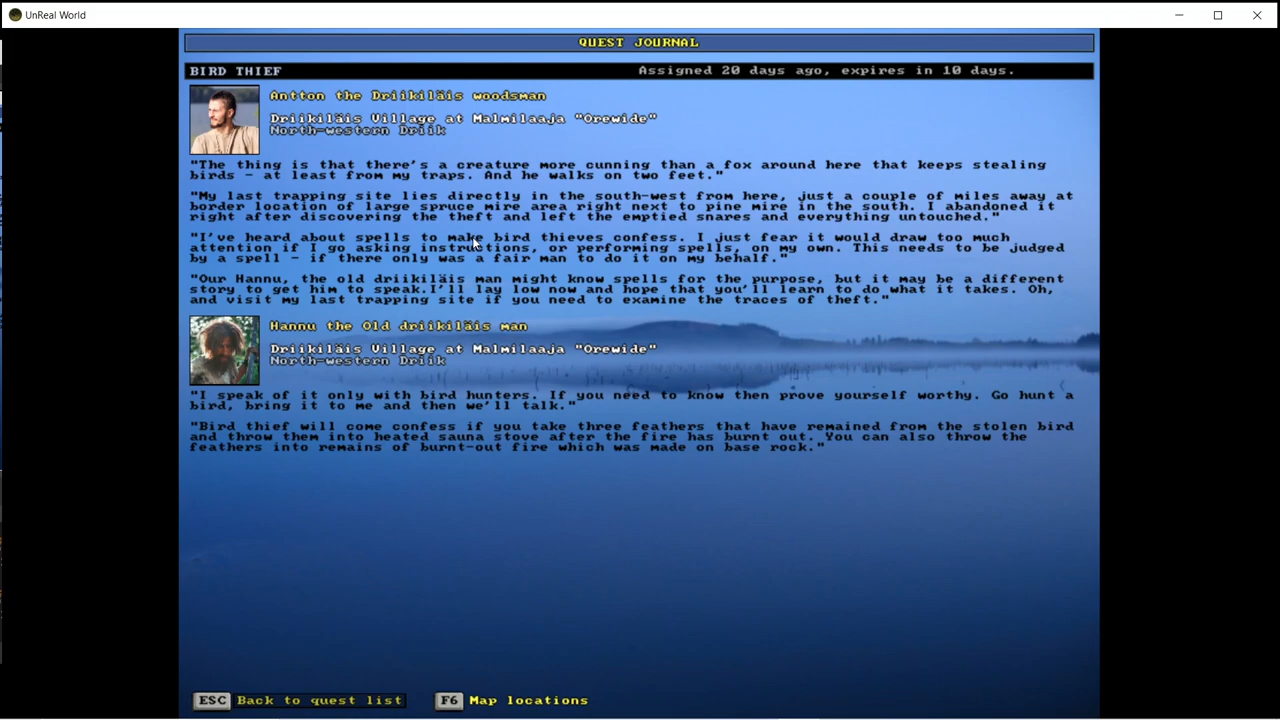 UnReal World
QUEST JOURNAL
BIRD THIEF
Assigned 20 days ago, expires in 10 days.
Antton the Driikiläis woodsman
Driikiläis Village at Malmilaaja "Orewide"
North-western Driik
"The thing is that there's a creature more cunning than a fox around here that keeps stealing
birds - at least from my traps. And he walks on two feet."
"My last trapping site lies directly in the south-west from here, just a couple of miles away at
border location of large spruce mire area right next to pine mire in the south. I abandoned it
right after discovering the theft and left the emptied snares and everything untouched."
"I've heard about spells to make bird thieves confess. I just fear it would draw too much
attention if I go asking instructions, or performing spells, on my own. This needs to be judged
by a spell - if there only was a fair man to do it on my behalf."
"Our Hannu, the old driikiläis man might know spells for the purpose, but it may be a different
story to get him to speak.I'll lay low now and hope that you'll learn to do what it takes. Oh,
and visit my last trapping site if you need to examine the traces of theft."
Hannu the Old driikiläis man
Driikiläis Village at Malmilaaja "Orewide"
North-western Driik
"I speak of it only with bird hunters. If you need to know then prove yourself worthy. Go hunt a
bird, bring it to me and then we'll talk."
"Bird thief will come confess if you take three feathers that have remained from the stolen bird
and throw them into heated sauna stove after the fire has burnt out. You can also throw the
feathers into remains of burnt-out fire which was made on base rock."
ESC Back to quest list
F6 Map locations